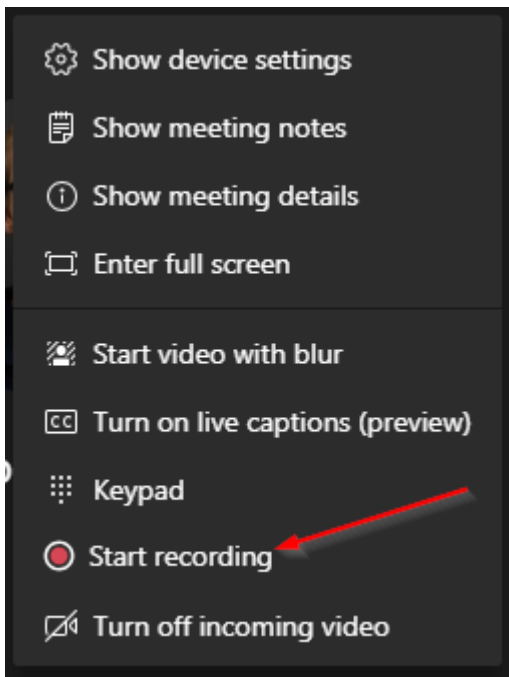 Show device settings
Show meeting notes
Show meeting details
Enter full screen
Start video with blur
CC Turn on live captions (preview)
Keypad
Start recording
Turn off incoming video